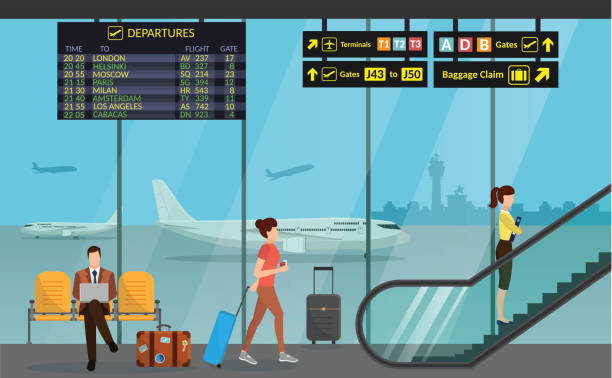 DEPARTURES
TIME TO FLIGHT GATE
20 20 LONDON AV 237 17
20 45 HELSINKI BD 327 8
20 55 MOSCOW SQ 214 23
21 15 PARIS SG 394 12
21 30 MILAN HR 543 8
21 40 AMSTERDAM TY 339 11
21 55 LOS ANGELES AS 742 10
22 05 CARACAS DN 923 4
Terminals T1 T2 T3
Gates J43 to J50
A D B Gates
Baggage Claim